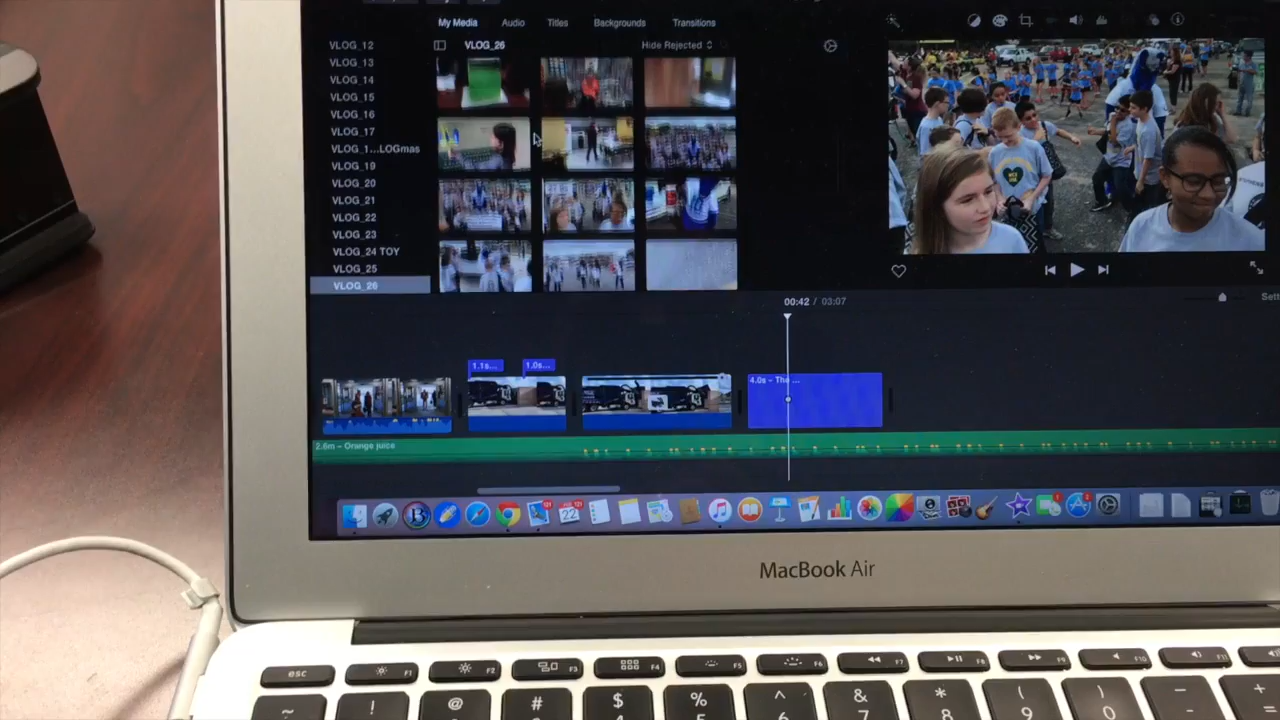 My Media Audio Titles Backgrounds Transitions
VLOG_12
VLOG_26
Hide Rejected
VLOG_13
VLOG_14
VLOG_15
VLOG_16
VLOG_17
VLOG_1...LOGmas
VLOG_19
VLOG_20
VLOG_21
VLOG_22
VLOG_23
VLOG_24 TOY
VLOG_25
VLOG_26
00:42 / 03:07
Sett
1.1s...
1.0s...
4.0s – The ...
2.6m – Orange juice
MacBook Air
esc F1 F2 F3 F4 F5 F6 F7 F8 F9 F10 F11
~ ! @ # $ % ^ & * ( ) – +
4 5 6 7 8 9 0 =